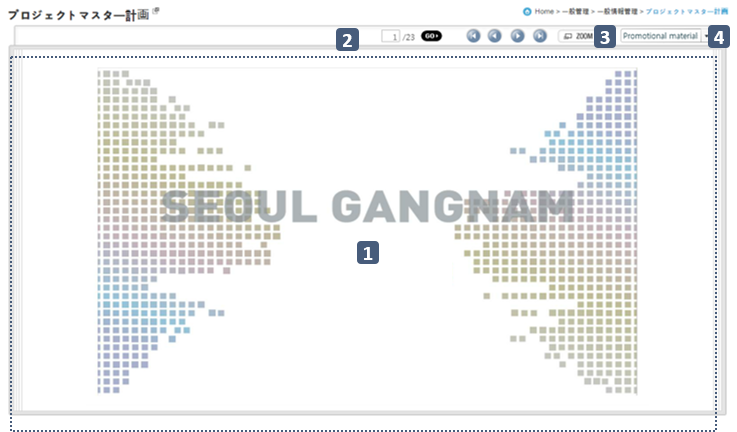 プロジェクトマスター計画
Home > 一般管理 > 一般情報管理 > プロジェクトマスター計画
2
1 /23 GO
ZOOM
3
Promotional material
4
SEOUL GANGNAM
1